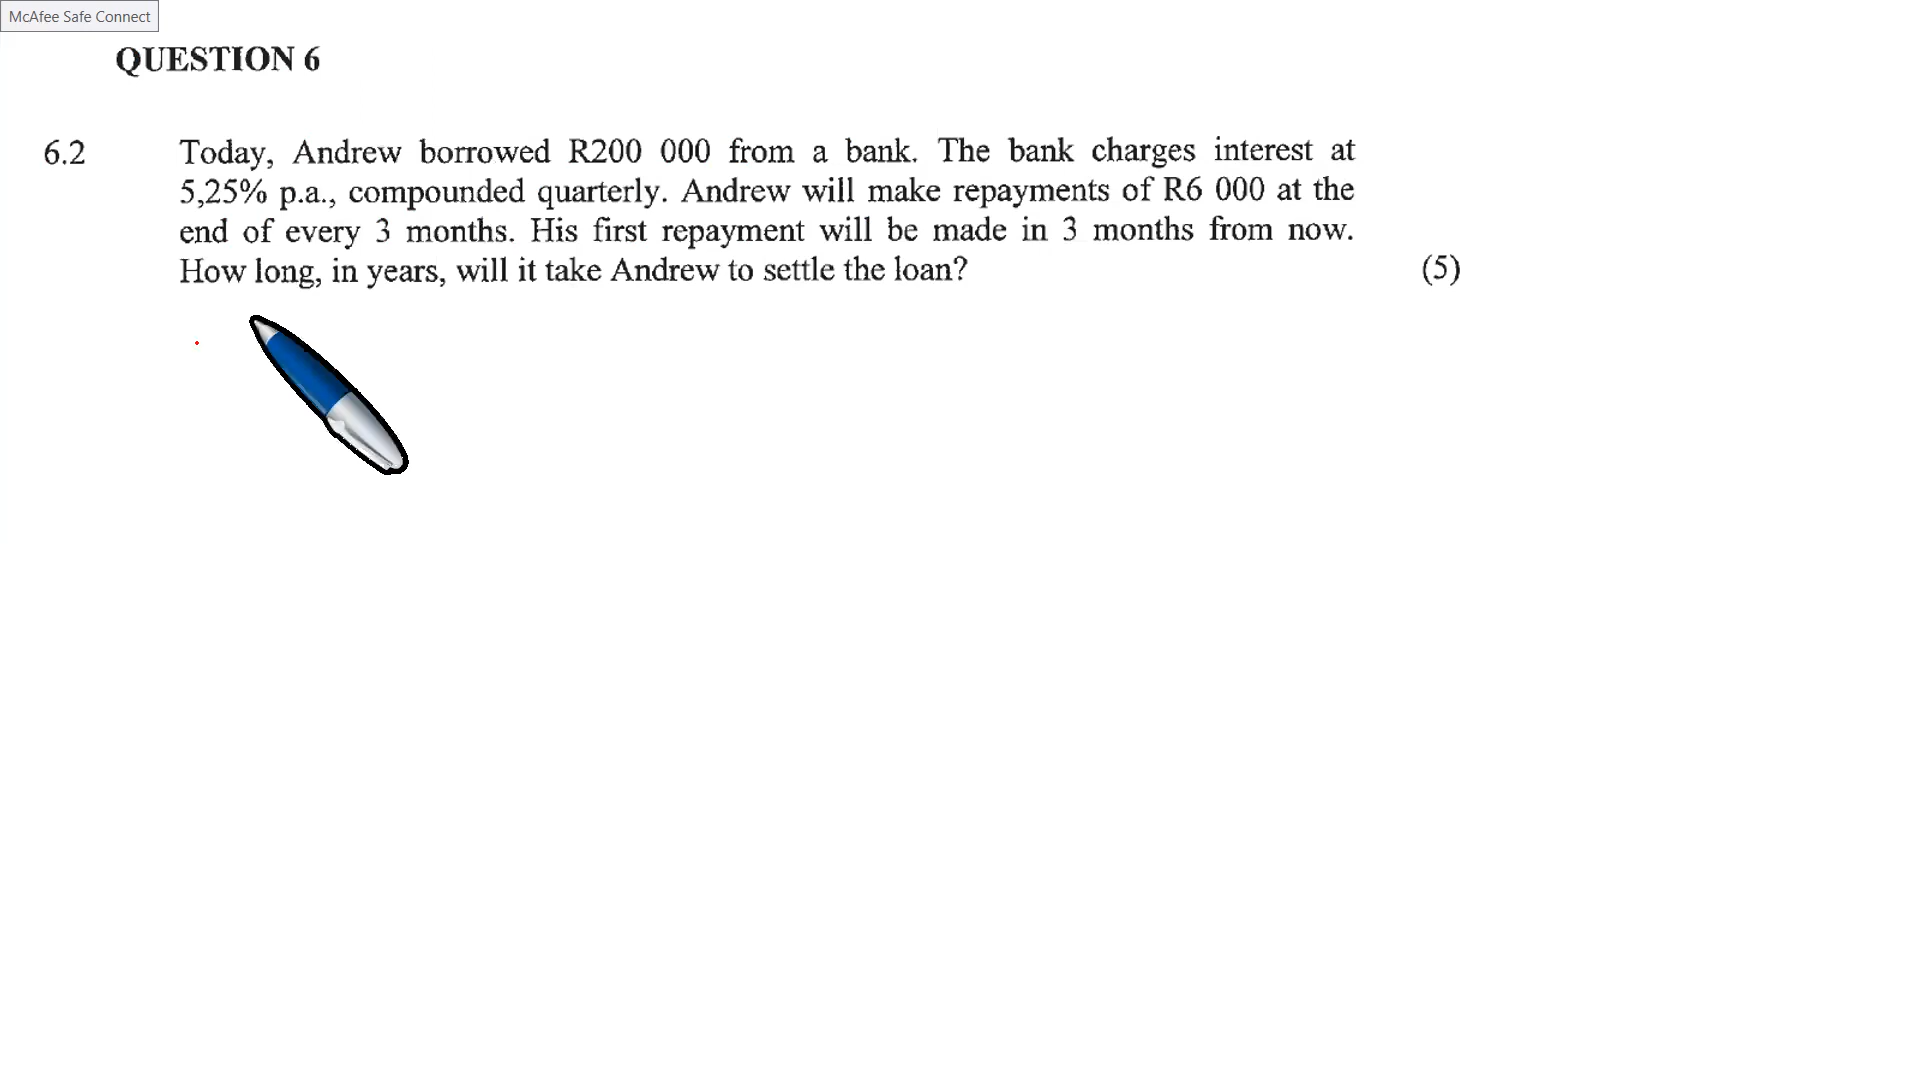 McAfee Safe Connect
QUESTION 6
6.2 Today, Andrew borrowed R200 000 from a bank. The bank charges interest at
5,25% p.a., compounded quarterly. Andrew will make repayments of R6 000 at the
end of every 3 months. His first repayment will be made in 3 months from now.
How long, in years, will it take Andrew to settle the loan? (5)